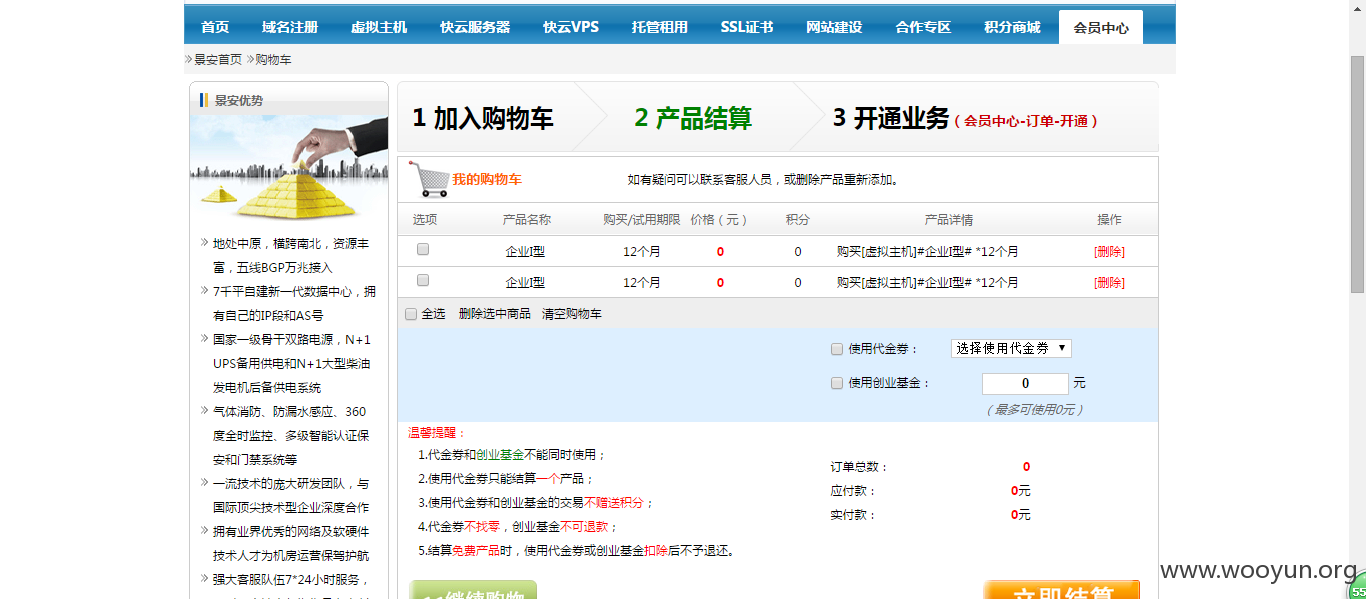 首页 域名注册 虚拟主机 快云服务器 快云VPS 托管租用 SSL证书 网站建设 合作专区 积分商城 会员中心
»景安首页 »购物车
景安优势
» 地处中原，横跨南北，资源丰
富，五线BGP万兆接入
» 7千平自建新一代数据中心，拥
有自己的IP段和AS号
» 国家一级骨干双路电源，N+1
UPS备用供电和N+1大型柴油
发电机后备供电系统
» 气体消防、防漏水感应、360
度全时监控、多级智能认证保
安和门禁系统等
» 一流技术的庞大研发团队，与
国际顶尖技术型企业深度合作
» 拥有业界优秀的网络及软硬件
技术人才为机房运营保驾护航
» 强大客服队伍7*24小时服务，
1 加入购物车 2 产品结算 3 开通业务（会员中心-订单-开通）
我的购物车 如有疑问可以联系客服人员，或删除产品重新添加。
选项 产品名称 购买/试用期限 价格（元） 积分 产品详情 操作
企业I型 12个月 0 0 购买[虚拟主机]#企业I型# *12个月 [删除]
企业I型 12个月 0 0 购买[虚拟主机]#企业I型# *12个月 [删除]
全选 删除选中商品 清空购物车
使用代金券： 选择使用代金券 ▼
使用创业基金： 0 元
（最多可使用0元）
温馨提醒：
1.代金券和创业基金不能同时使用；
2.使用代金券只能结算一个产品；
3.使用代金券和创业基金的交易不赠送积分；
4.代金券不找零，创业基金不可退款；
5.结算免费产品时，使用代金券或创业基金扣除后不予退还。
订单总数： 0
应付款： 0元
实付款： 0元
<<继续购物
立即结算
www.wooyun.org
55